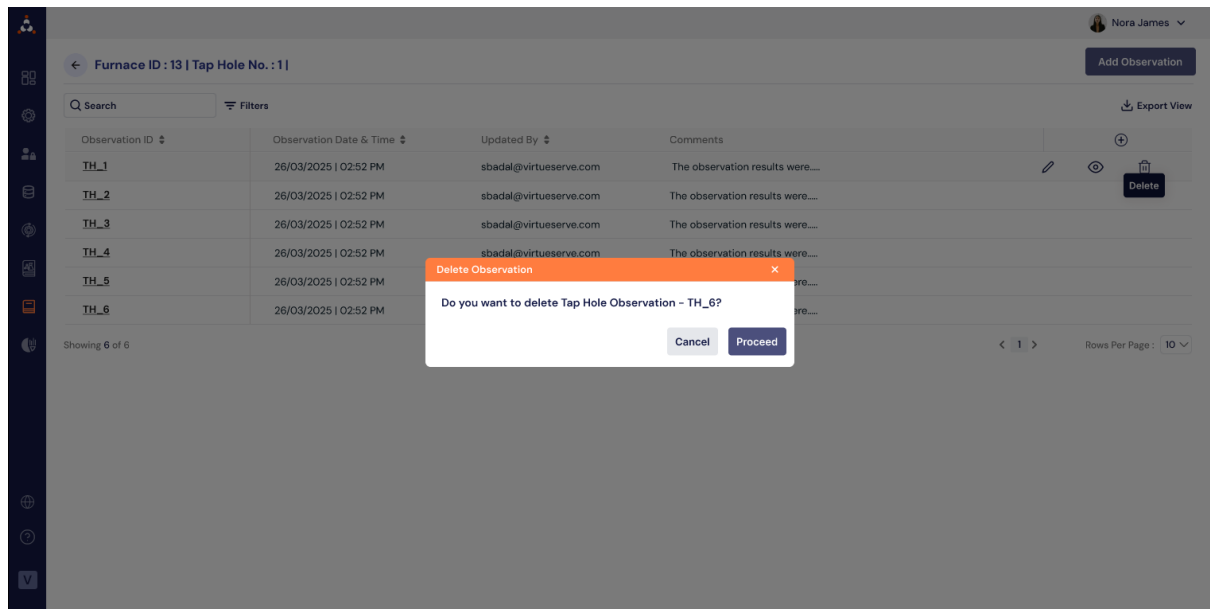 Nora James
Furnace ID : 13 | Tap Hole No. : 1 |
Add Observation
Search
Filters
Export View
Observation ID Observation Date & Time Updated By Comments
TH_1 26/03/2025 | 02:52 PM sbadal@virtueserve.com The observation results were.....
Delete
TH_2 26/03/2025 | 02:52 PM sbadal@virtueserve.com The observation results were.....
TH_3 26/03/2025 | 02:52 PM sbadal@virtueserve.com The observation results were.....
TH_4 26/03/2025 | 02:52 PM sbadal@virtueserve.com The observation results were.....
TH_5 26/03/2025 | 02:52 PM
TH_6 26/03/2025 | 02:52 PM
Delete Observation
Do you want to delete Tap Hole Observation - TH_6?
Cancel Proceed
Showing 6 of 6
1
Rows Per Page : 10
V